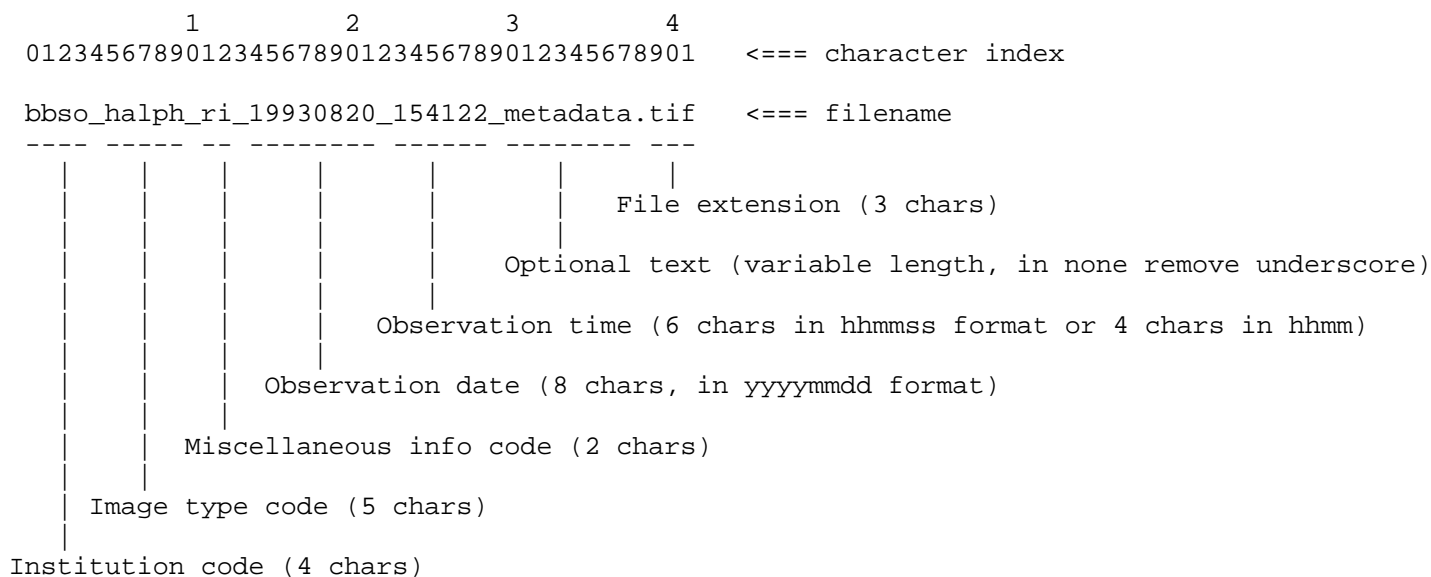 1 2 3 4
012345678901234567890123456789012345678901 <=== character index
bbso_halph_ri_19930820_154122_metadata.tif <=== filename
---- ----- -- -------- ------ -------- ---
File extension (3 chars)
Optional text (variable length, in none remove underscore)
Observation time (6 chars in hhmmss format or 4 chars in hhmm)
Observation date (8 chars, in yyyymmdd format)
Miscellaneous info code (2 chars)
Image type code (5 chars)
Institution code (4 chars)